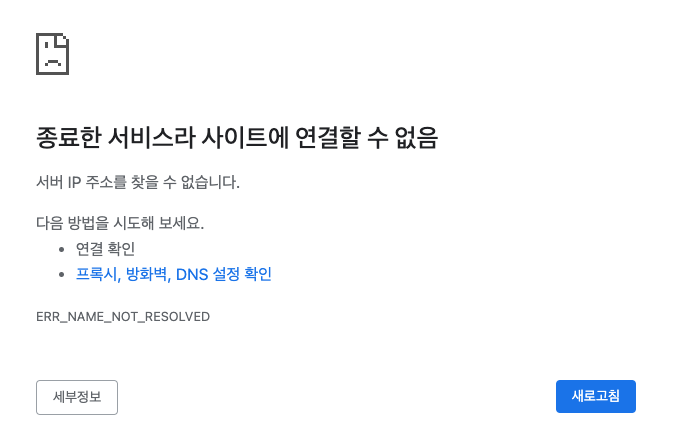 종료한 서비스라 사이트에 연결할 수 없음
서버 IP 주소를 찾을 수 없습니다.
다음 방법을 시도해 보세요.
• 연결 확인
• 프록시, 방화벽, DNS 설정 확인
ERR_NAME_NOT_RESOLVED
세부정보
새로고침